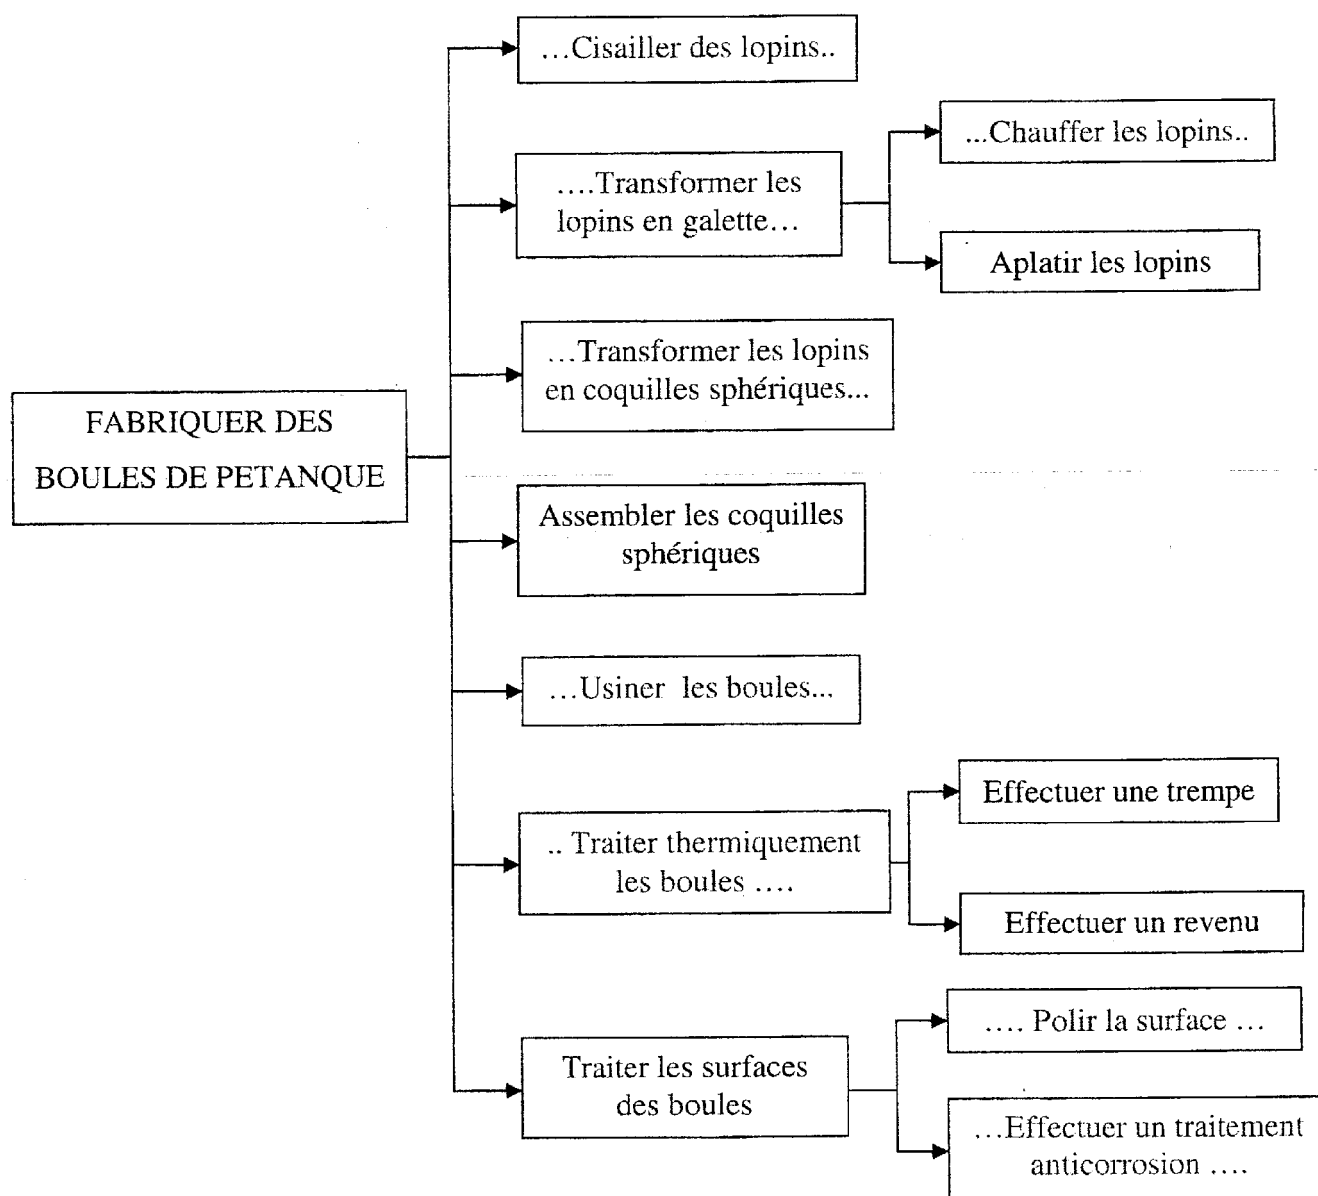 …Cisailler des lopins..
...Chauffer les lopins..
….Transformer les
lopins en galette…
Aplatir les lopins
…Transformer les lopins
en coquilles sphériques...
FABRIQUER DES
BOULES DE PETANQUE
Assembler les coquilles
sphériques
…Usiner les boules...
Effectuer une trempe
.. Traiter thermiquement
les boules ….
Effectuer un revenu
…. Polir la surface …
Traiter les surfaces
des boules
…Effectuer un traitement
anticorrosion ….